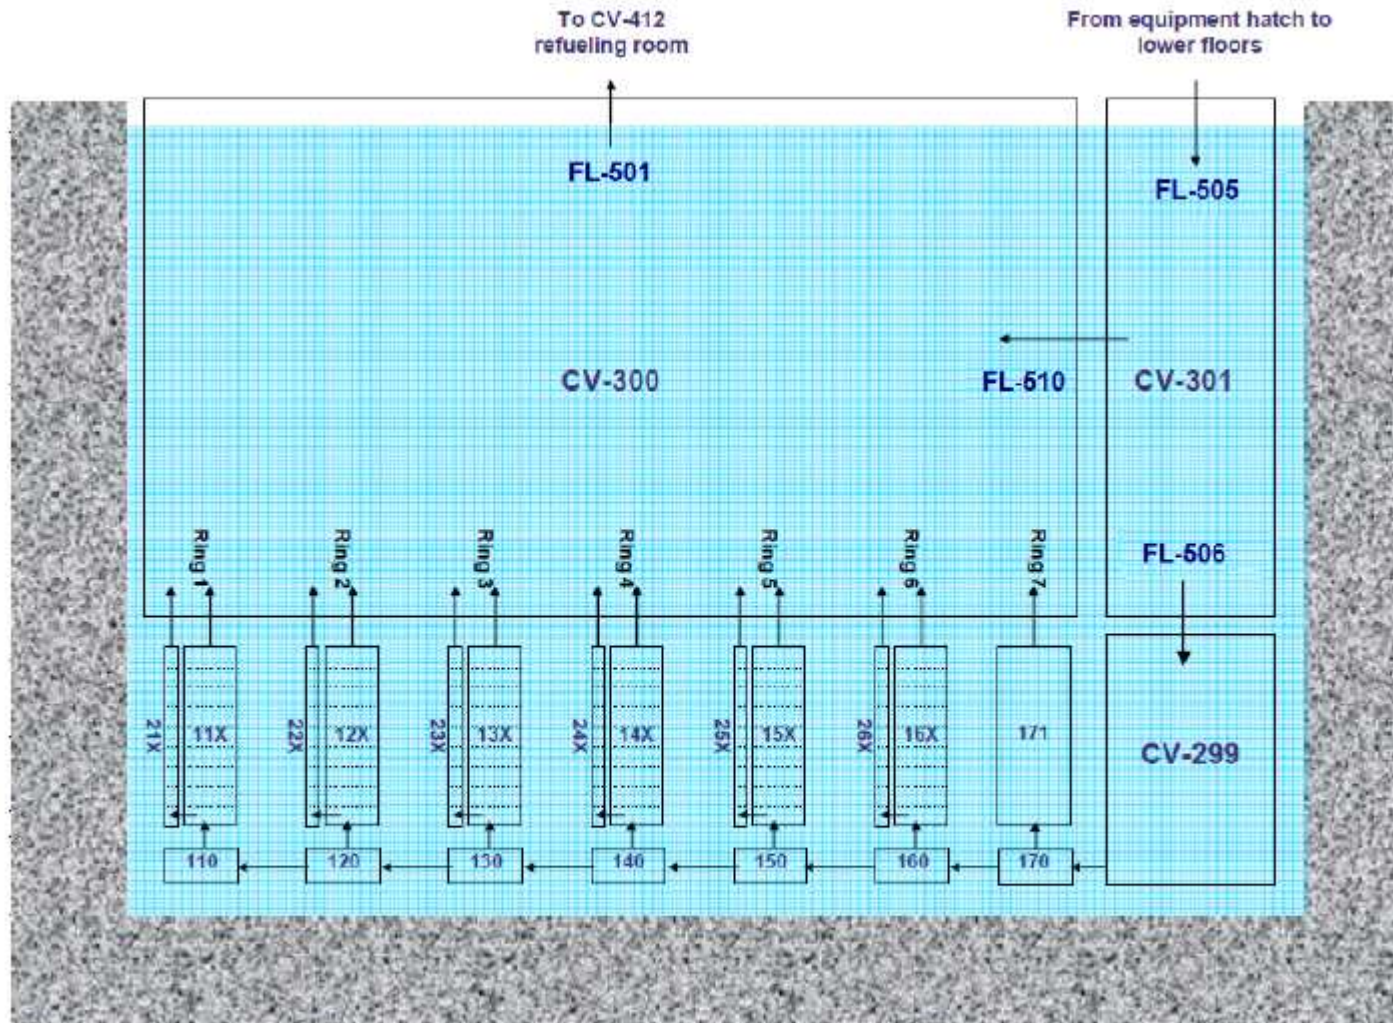 To CV-412
refueling room
From equipment hatch to
lower floors
FL-501
FL-505
CV-300
FL-510
CV-301
FL-506
Ring 1
Ring 2
Ring 3
Ring 4
Ring 5
Ring 6
Ring 7
21X
11X
22X
12X
23X
13X
24X
14X
25X
15X
26X
16X
171
CV-299
110
120
130
140
150
160
170